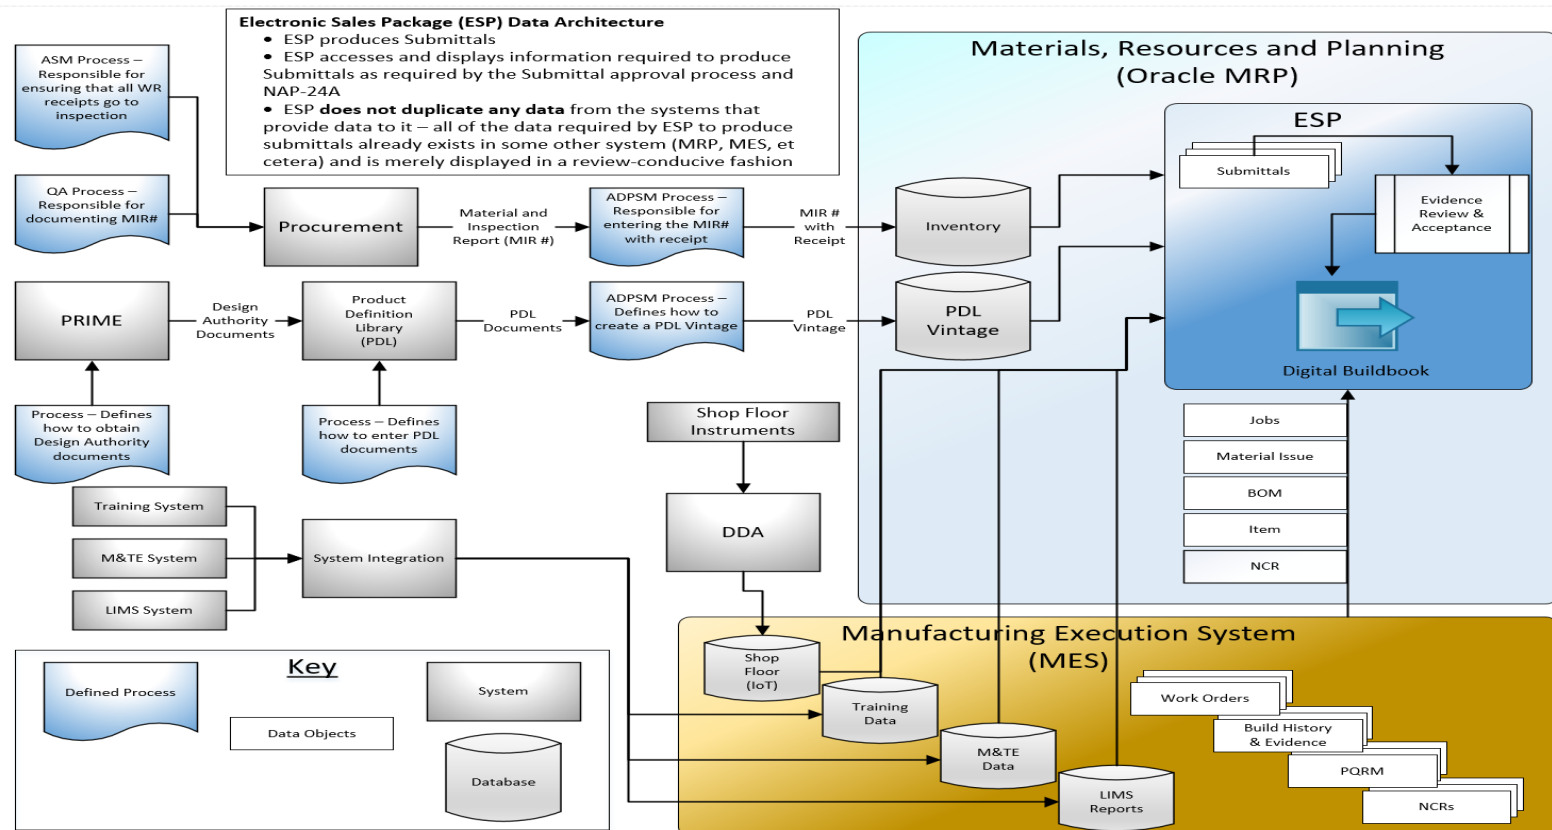 Electronic Sales Package (ESP) Data Architecture
• ESP produces Submittals
• ESP accesses and displays information required to produce
Submittals as required by the Submittal approval process and
NAP-24A
• ESP does not duplicate any data from the systems that
provide data to it – all of the data required by ESP to produce
submittals already exists in some other system (MRP, MES, et
cetera) and is merely displayed in a review-conducive fashion
ASM Process –
Responsible for
ensuring that all WR
receipts go to
inspection
QA Process –
Responsible for
documenting MIR#
Procurement
Material and
Inspection
Report (MIR #)
ADPSM Process –
Responsible for
entering the MIR#
with receipt
MIR #
with
Receipt
PRIME
Design
Authority
Documents
Product
Definition
Library
(PDL)
PDL
Documents
ADPSM Process –
Defines how to
create a PDL Vintage
PDL
Vintage
Process – Defines
how to obtain
Design Authority
documents
Process – Defines
how to enter PDL
documents
Materials, Resources and Planning
(Oracle MRP)
Inventory
PDL
Vintage
ESP
Submittals
Evidence
Review &
Acceptance
Digital Buildbook
Jobs
Material Issue
BOM
Item
NCR
Shop Floor
Instruments
DDA
Training System
M&TE System
LIMS System
System Integration
Manufacturing Execution System
(MES)
Shop
Floor
(IoT)
Training
Data
M&TE
Data
LIMS
Reports
Work Orders
Build History
& Evidence
PQRM
NCRs
Key
Defined Process
System
Data Objects
Database